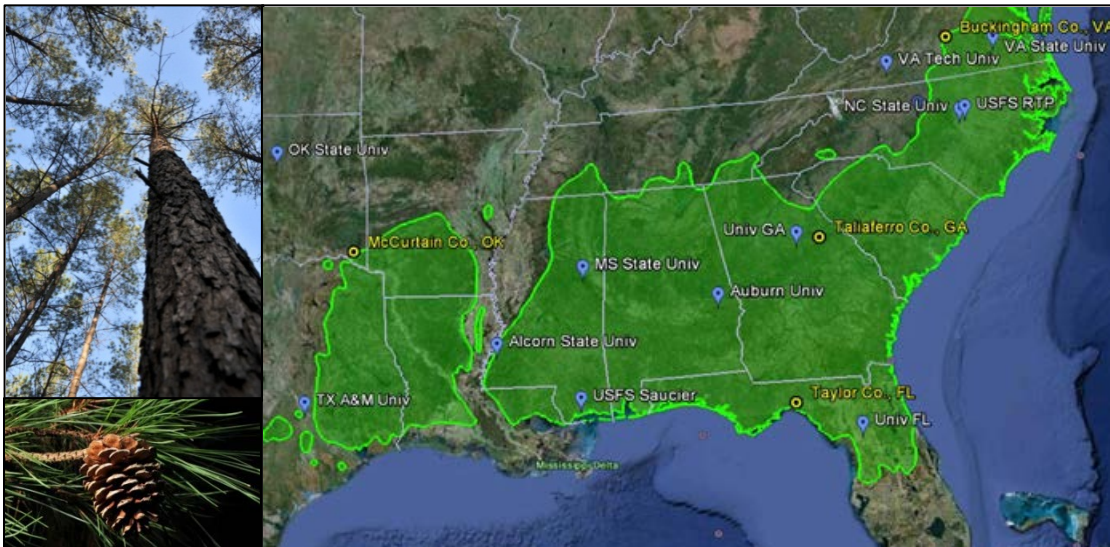 Buckingham Co., VA
VA State Univ
VA Tech Univ
NC State Univ
USFS RTP
OK State Univ
McCurtain Co., OK
Univ GA
Taliaferro Co., GA
MS State Univ
Auburn Univ
Alcorn State Univ
TX A&M Univ
USFS Saucier
Taylor Co., FL
Univ FL
Mississippi Delta